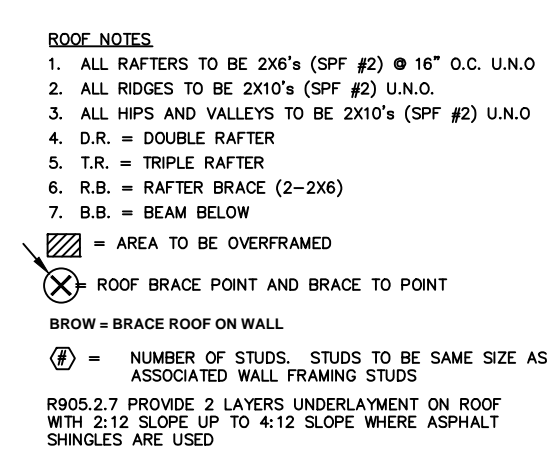 ROOF NOTES
1. ALL RAFTERS TO BE 2X6's (SPF #2) @ 16" O.C. U.N.O
2. ALL RIDGES TO BE 2X10's (SPF #2) U.N.O.
3. ALL HIPS AND VALLEYS TO BE 2X10's (SPF #2) U.N.O
4. D.R. = DOUBLE RAFTER
5. T.R. = TRIPLE RAFTER
6. R.B. = RAFTER BRACE (2-2X6)
7. B.B. = BEAM BELOW
= AREA TO BE OVERFRAMED
= ROOF BRACE POINT AND BRACE TO POINT
BROW = BRACE ROOF ON WALL
# = NUMBER OF STUDS. STUDS TO BE SAME SIZE AS
ASSOCIATED WALL FRAMING STUDS
R905.2.7 PROVIDE 2 LAYERS UNDERLAYMENT ON ROOF
WITH 2:12 SLOPE UP TO 4:12 SLOPE WHERE ASPHALT
SHINGLES ARE USED